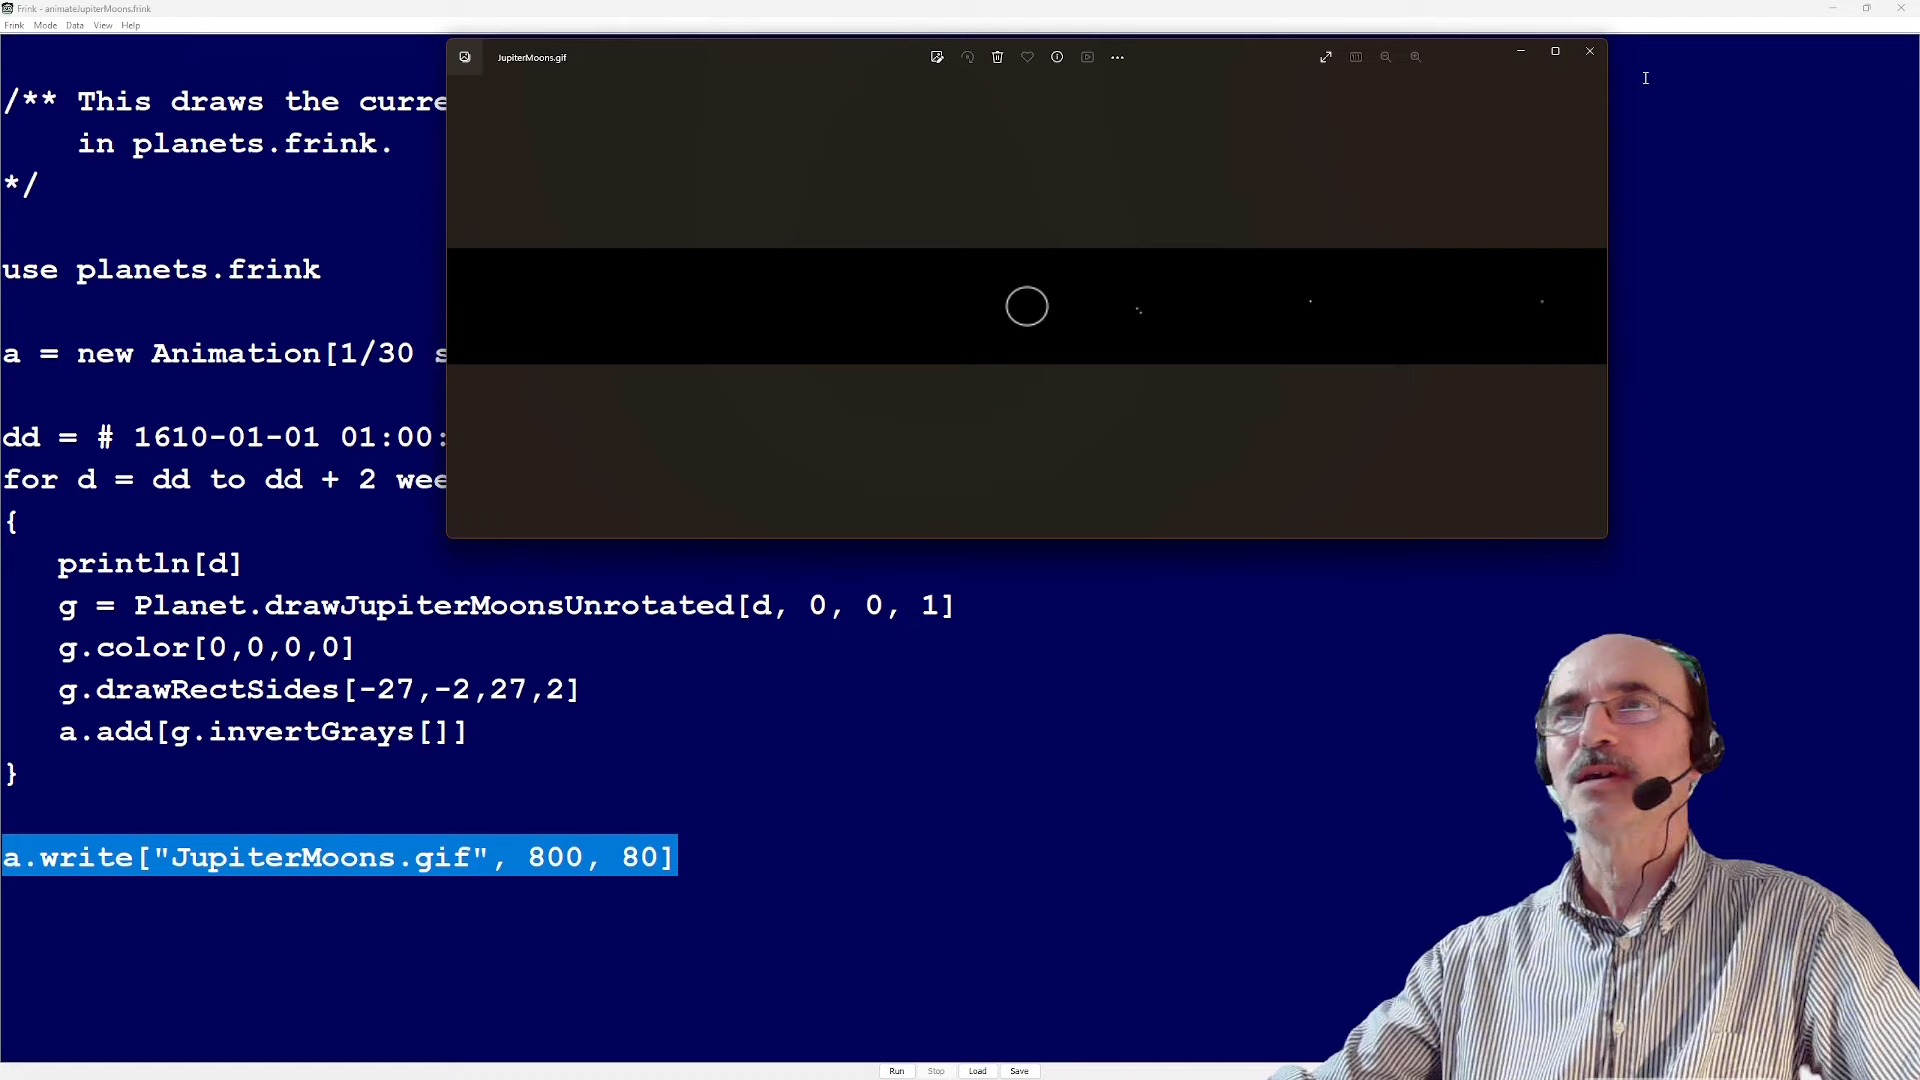 Frink - animateJupiterMoons.frink
Frink Mode Data View Help
JupiterMoons.gif
/** This draws the curre
in planets.frink.
*/
use planets.frink
a = new Animation[1/30 s
dd = # 1610-01-01 01:00:
for d = dd to dd + 2 wee
{
println[d]
g = Planet.drawJupiterMoonsUnrotated[d, 0, 0, 1]
g.color[0,0,0,0]
g.drawRectSides[-27,-2,27,2]
a.add[g.invertGrays[]]
}
a.write["JupiterMoons.gif", 800, 80]
Run Stop Load Save